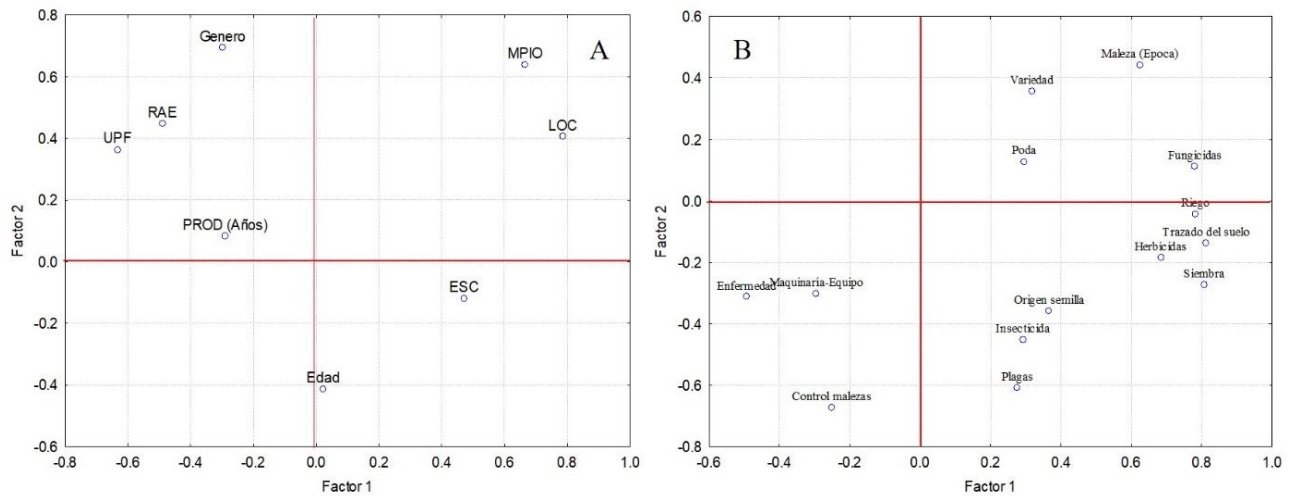 A
0.8
0.6
0.4
0.2
0.0
-0.2
-0.4
-0.6
Factor 2
Genero
MPIO
RAE
LOC
UPF
PROD (Años)
ESC
Edad
-0.8 -0.6 -0.4 -0.2 0.0 0.2 0.4 0.6 0.8 1.0
Factor 1
B
0.6
0.4
0.2
0.0
-0.2
-0.4
-0.6
-0.8
Factor 2
Maleza (Epoca)
Variedad
Poda
Fungicidas
Riego
Trazado del suelo
Herbicidas
Siembra
Enfermedad
Maquinaría-Equipo
Origen semilla
Insecticida
Plagas
Control malezas
-0.6 -0.4 -0.2 0.0 0.2 0.4 0.6 0.8 1.0
Factor 1